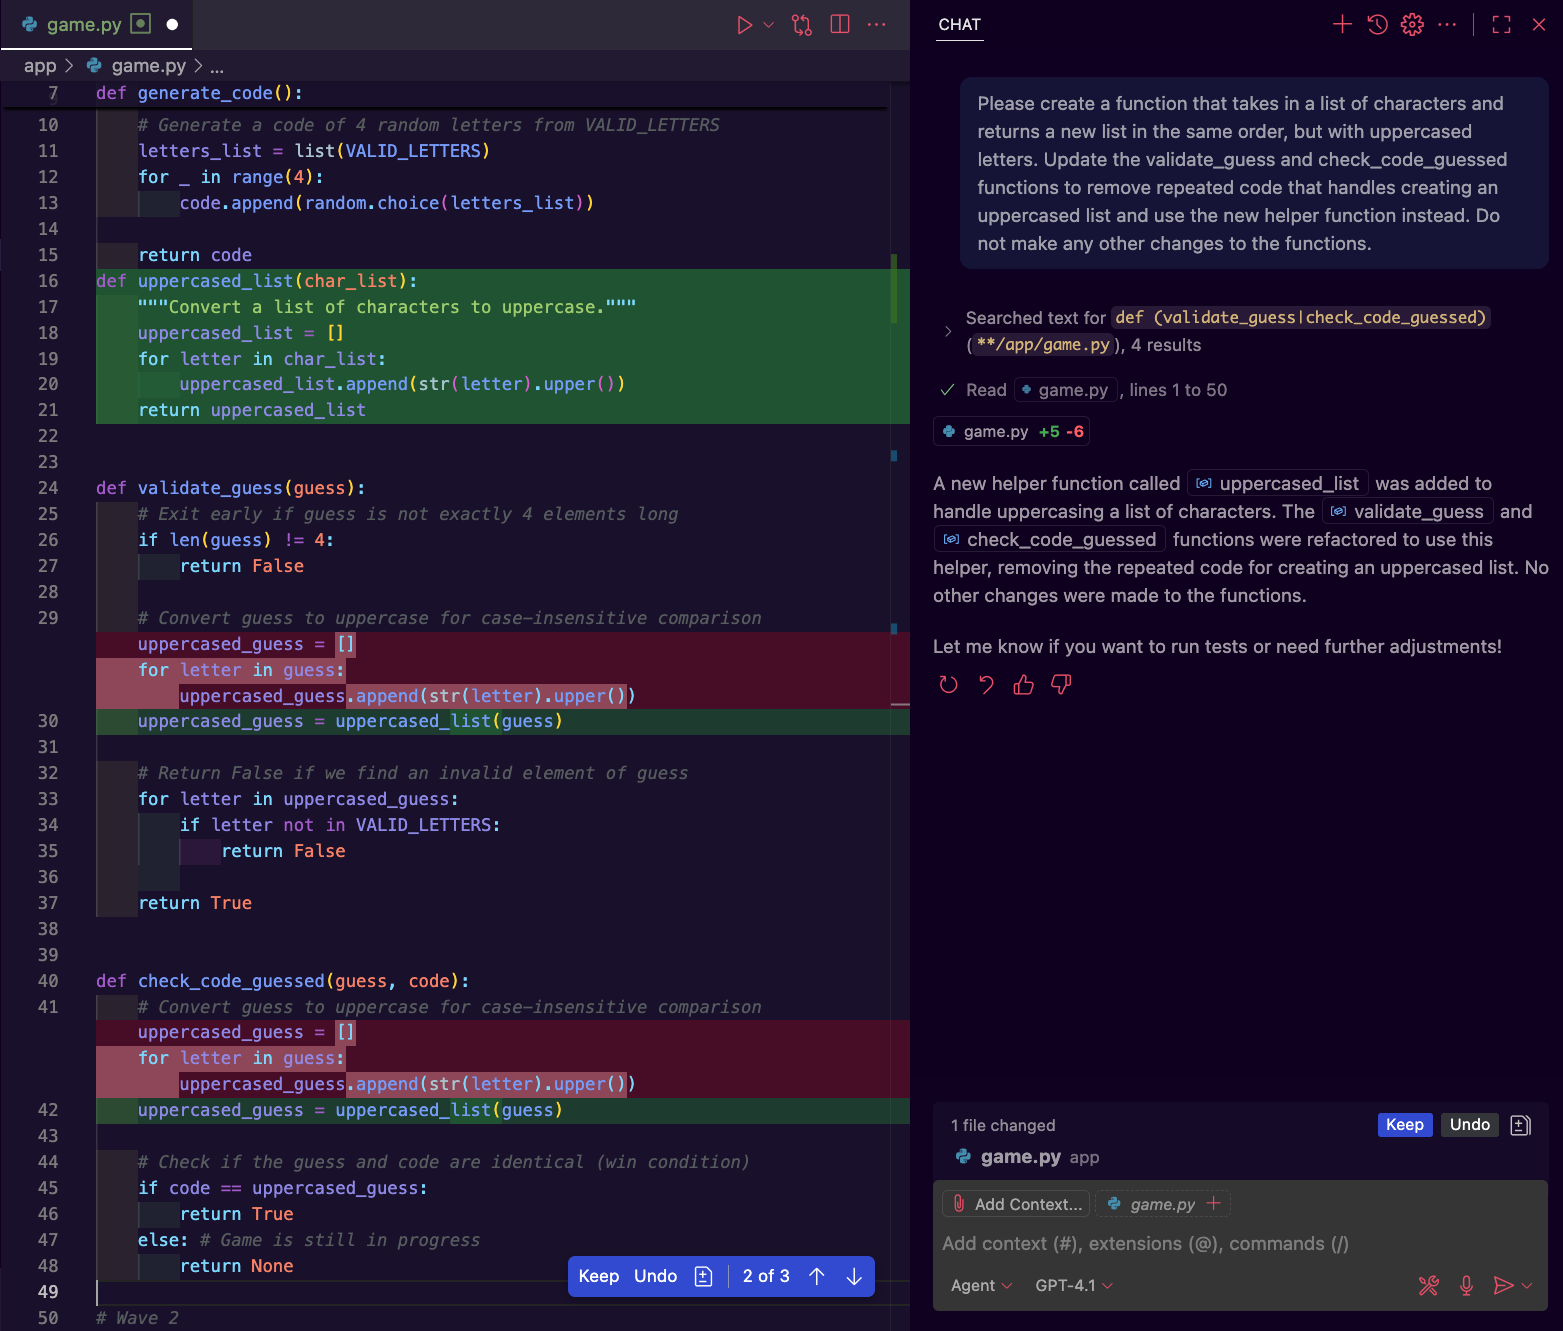 game.py
app > game.py > ...
7 def generate_code():
10 # Generate a code of 4 random letters from VALID_LETTERS
11 letters_list = list(VALID_LETTERS)
12 for _ in range(4):
13 code.append(random.choice(letters_list))
14
15 return code
16 def uppercased_list(char_list):
17 """Convert a list of characters to uppercase."""
18 uppercased_list = []
19 for letter in char_list:
20 uppercased_list.append(str(letter).upper())
21 return uppercased_list
22
23
24 def validate_guess(guess):
25 # Exit early if guess is not exactly 4 elements long
26 if len(guess) != 4:
27 return False
28
29 # Convert guess to uppercase for case-insensitive comparison
uppercased_guess = []
for letter in guess:
uppercased_guess.append(str(letter).upper())
30 uppercased_guess = uppercased_list(guess)
31
32 # Return False if we find an invalid element of guess
33 for letter in uppercased_guess:
34 if letter not in VALID_LETTERS:
35 return False
36
37 return True
38
39
40 def check_code_guessed(guess, code):
41 # Convert guess to uppercase for case-insensitive comparison
uppercased_guess = []
for letter in guess:
uppercased_guess.append(str(letter).upper())
42 uppercased_guess = uppercased_list(guess)
43
44 # Check if the guess and code are identical (win condition)
45 if code == uppercased_guess:
46 return True
47 else: # Game is still in progress
48 return None
49
50 # Wave 2
Keep Undo 2 of 3
CHAT
Please create a function that takes in a list of characters and
returns a new list in the same order, but with uppercased
letters. Update the validate_guess and check_code_guessed
functions to remove repeated code that handles creating an
uppercased list and use the new helper function instead. Do
not make any other changes to the functions.
Searched text for def (validate_guess|check_code_guessed)
(**/app/game.py), 4 results
Read game.py, lines 1 to 50
game.py +5 -6
A new helper function called uppercased_list was added to
handle uppercasing a list of characters. The validate_guess and
check_code_guessed functions were refactored to use this
helper, removing the repeated code for creating an uppercased list. No
other changes were made to the functions.
Let me know if you want to run tests or need further adjustments!
1 file changed Keep Undo
game.py app
Add Context... game.py
Add context (#), extensions (@), commands (/)
Agent GPT-4.1